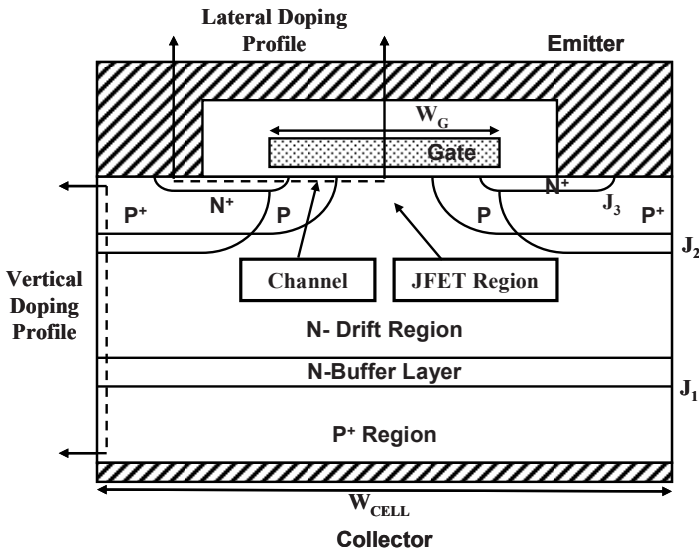 Lateral Doping
Profile
Emitter
W_G
Gate
N⁺
N⁺
P⁺
P
P
J₃
P⁺
J₂
Vertical
Doping
Profile
Channel
JFET Region
N- Drift Region
N-Buffer Layer
J₁
P⁺ Region
W_CELL
Collector